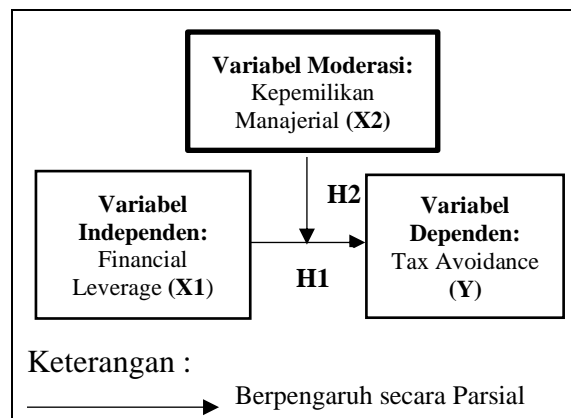 Variabel Moderasi:
Kepemilikan
Manajerial (X2)
H2
Variabel
Independen:
Financial
Leverage (X1)
H1
Variabel
Dependen:
Tax Avoidance
(Y)
Keterangan :
Berpengaruh secara Parsial